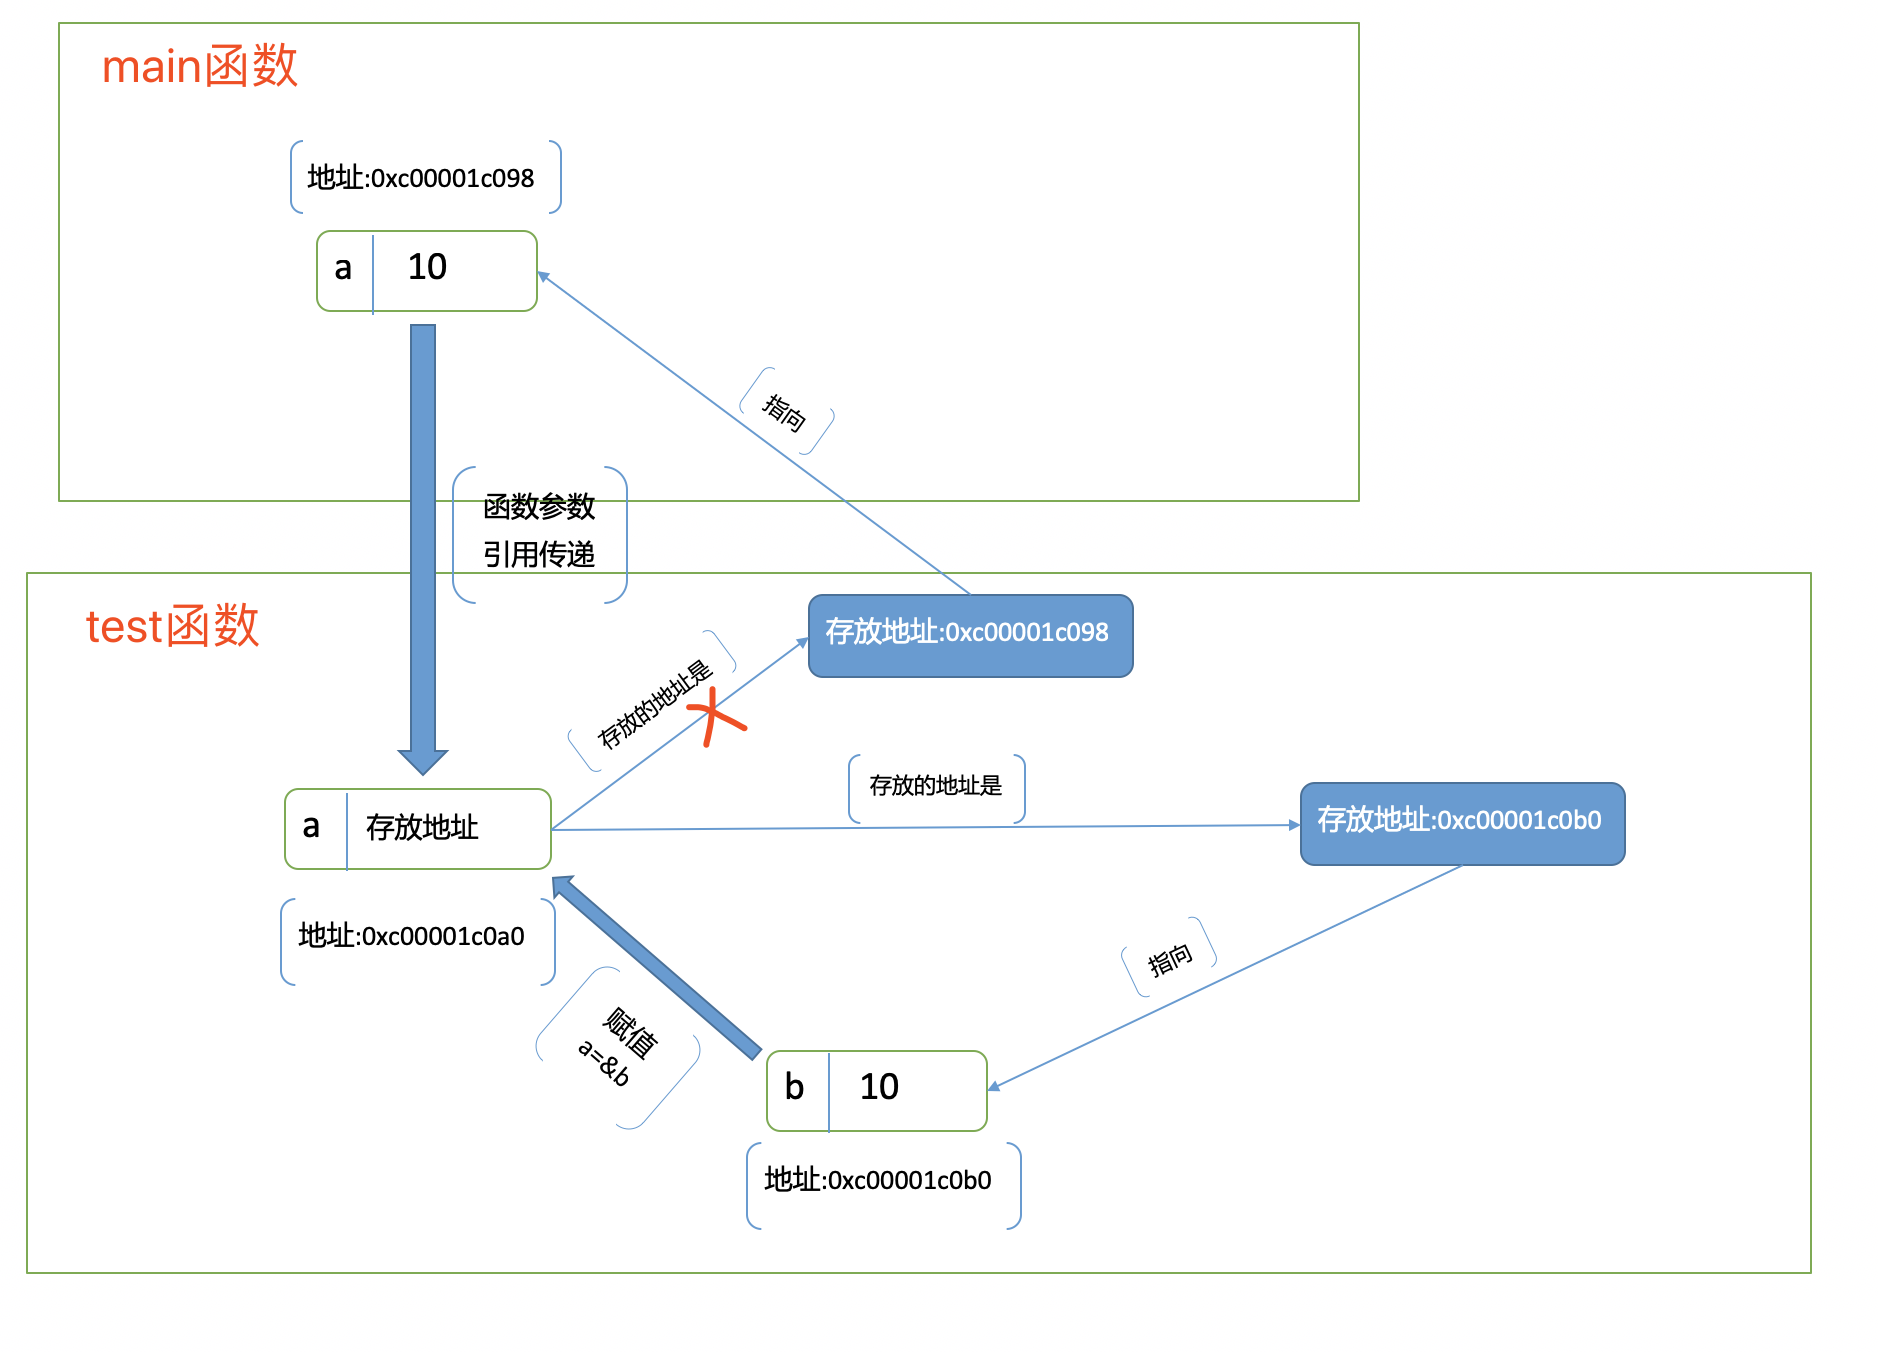 main函数
地址:0xc00001c098
a
10
指向
函数参数
引用传递
test函数
存放地址:0xc00001c098
存放的地址是
存放的地址是
存放地址:0xc00001c0b0
a
存放地址
地址:0xc00001c0a0
指向
赋值
a=&b
b
10
地址:0xc00001c0b0